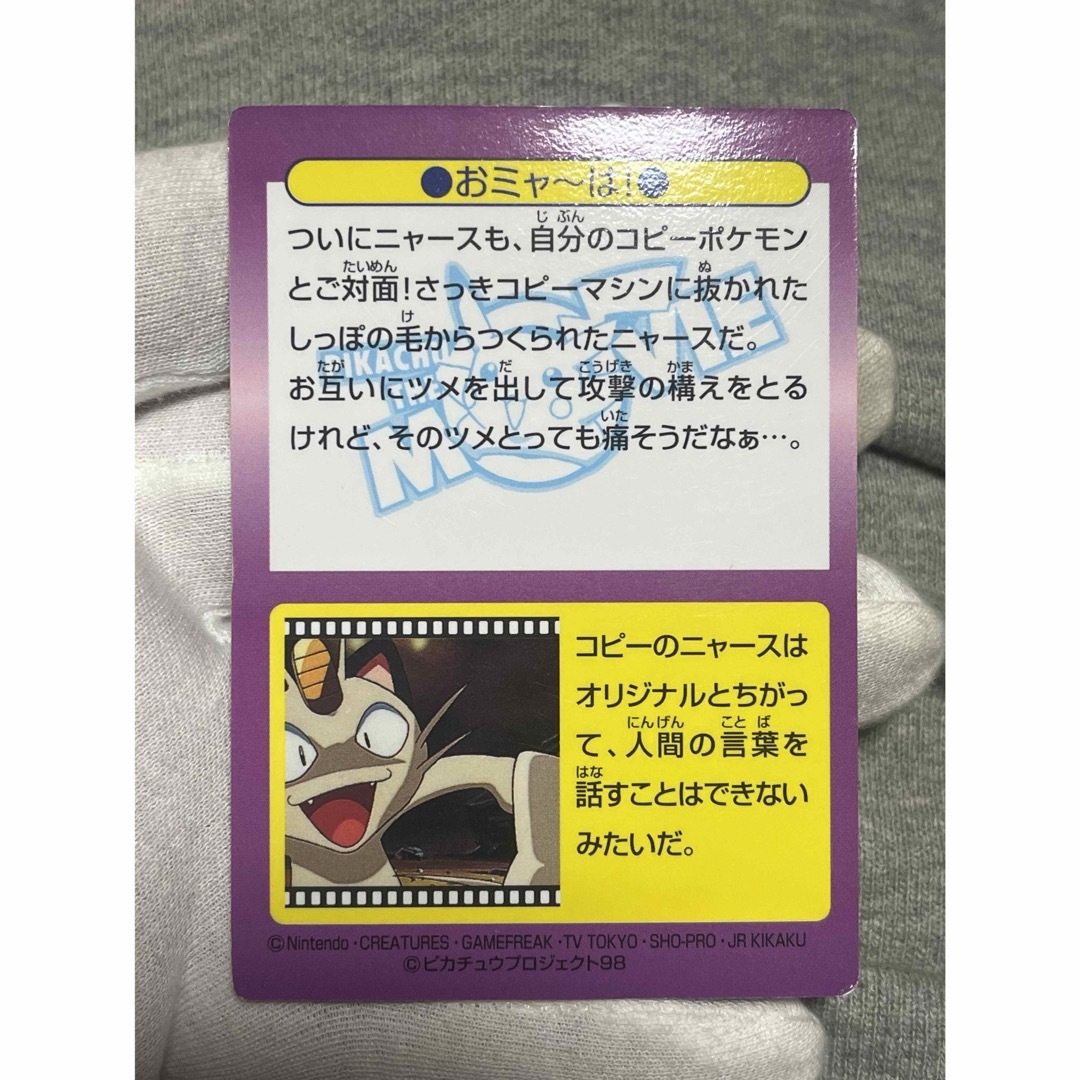 ●おミャ〜は!●
ついにニャースも、自分のコピーポケモン
とご対面!さっきコピーマシンに抜かれた
しっぽの毛からつくられたニャースだ。
お互いにツメを出して攻撃の構えをとる
けれど、そのツメとっても痛そうだなぁ…。
PIKACHU
THE
MOVIE
コピーのニャースは
オリジナルとちがっ
て、人間の言葉を
話すことはできない
みたいだ。
©Nintendo・CREATURES・GAMEFREAK・TV TOKYO・SHO-PRO・JR KIKAKU
©ピカチュウプロジェクト98